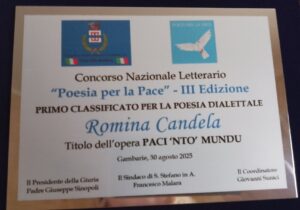 Concorso Nazionale Letterario
"Poesia per la Pace" - III Edizione
PRIMO CLASSIFICATO PER LA POESIA DIALETTALE
Romina Candela
Titolo dell'opera PACI 'NTO' MUNDU
Gambarie, 30 agosto 2025
Il Presidente della Giuria
Padre Giuseppe Sinopoli
Il Sindaco di S. Stefano in A.
Francesco Malara
Il Coordinatore
Giovanni Suraci